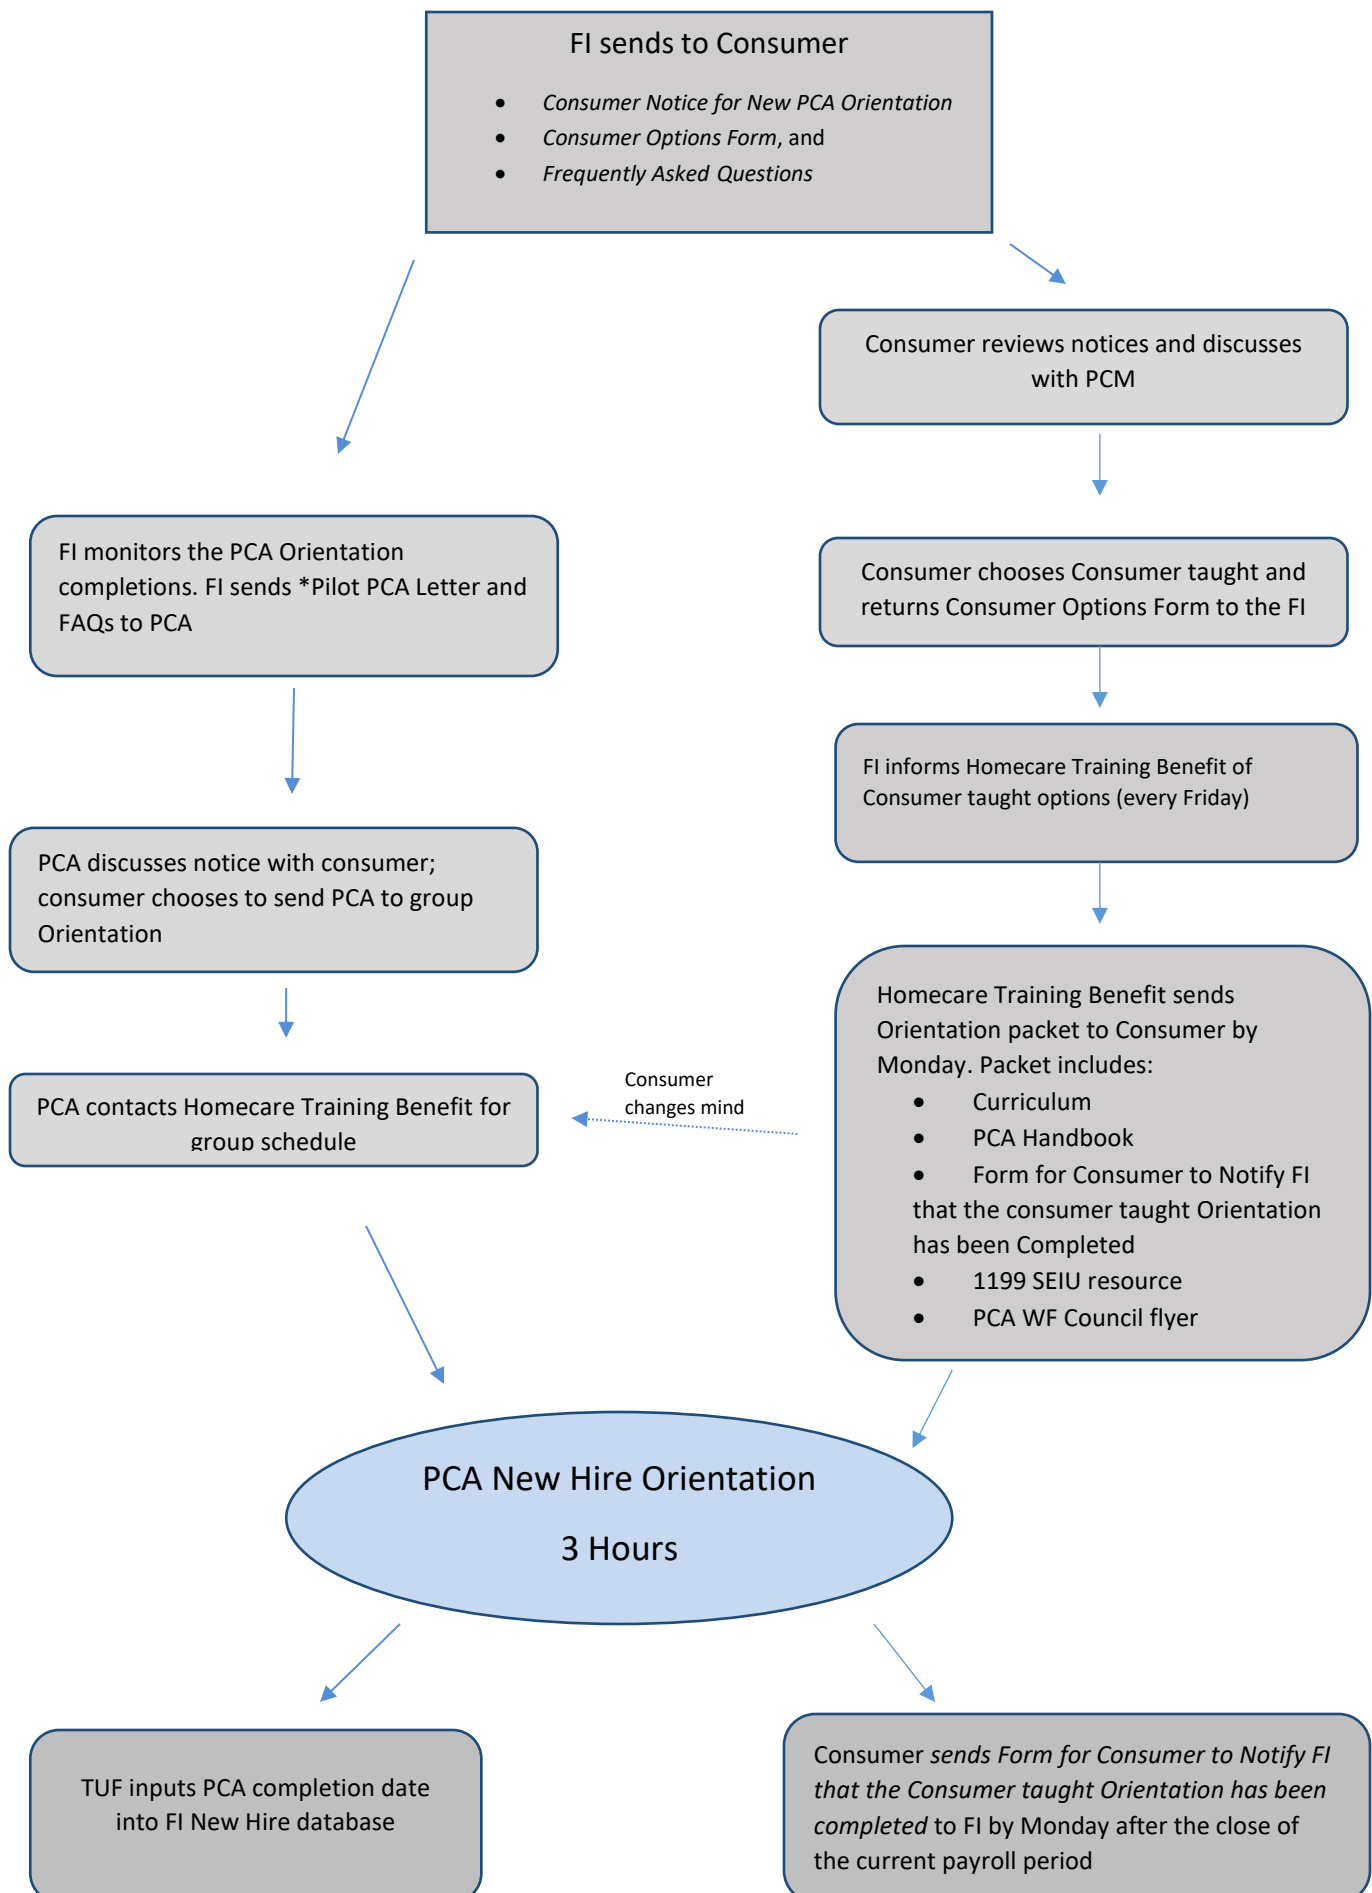 FI sends to Consumer
• Consumer Notice for New PCA Orientation
• Consumer Options Form, and
• Frequently Asked Questions
Consumer reviews notices and discusses
with PCM
FI monitors the PCA Orientation
completions. FI sends *Pilot PCA Letter and
FAQs to PCA
Consumer chooses Consumer taught and
returns Consumer Options Form to the FI
FI informs Homecare Training Benefit of
Consumer taught options (every Friday)
PCA discusses notice with consumer;
consumer chooses to send PCA to group
Orientation
Homecare Training Benefit sends
Orientation packet to Consumer by
Monday. Packet includes:
• Curriculum
• PCA Handbook
• Form for Consumer to Notify FI
that the consumer taught Orientation
has been Completed
• 1199 SEIU resource
• PCA WF Council flyer
Consumer
changes mind
PCA contacts Homecare Training Benefit for
group schedule
PCA New Hire Orientation
3 Hours
TUF inputs PCA completion date
into FI New Hire database
Consumer sends Form for Consumer to Notify FI
that the Consumer taught Orientation has been
completed to FI by Monday after the close of
the current payroll period